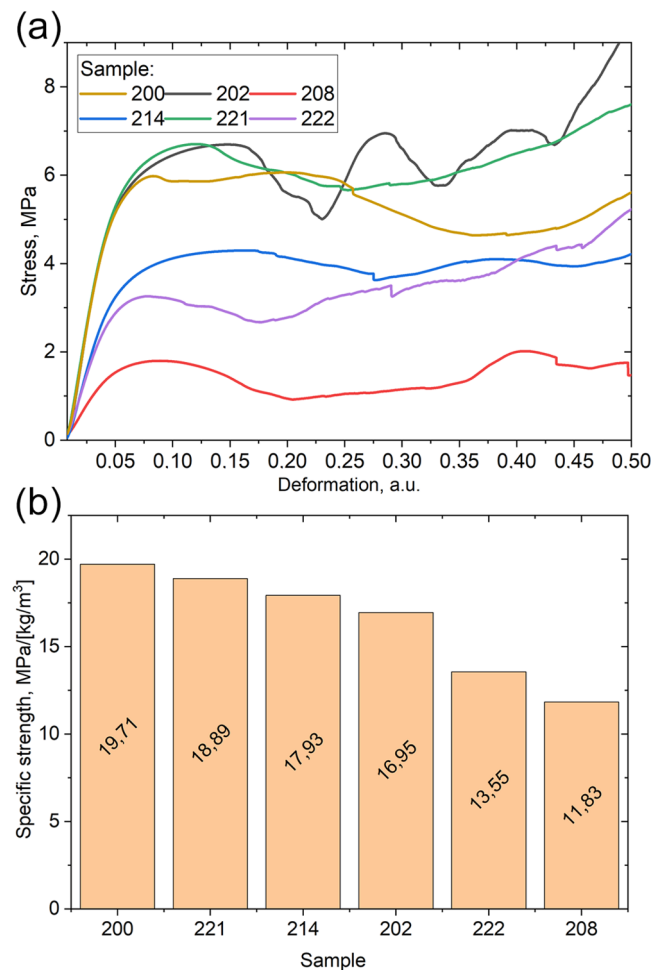 (a)
Sample:
200 202 208
214 221 222
8
6
4
2
0
Stress, MPa
0.05 0.10 0.15 0.20 0.25 0.30 0.35 0.40 0.45 0.50
Deformation, a.u.
(b)
20
15
10
5
0
Specific strength, MPa/[kg/m³]
19,71 18,89 17,93 16,95 13,55 11,83
200 221 214 202 222 208
Sample